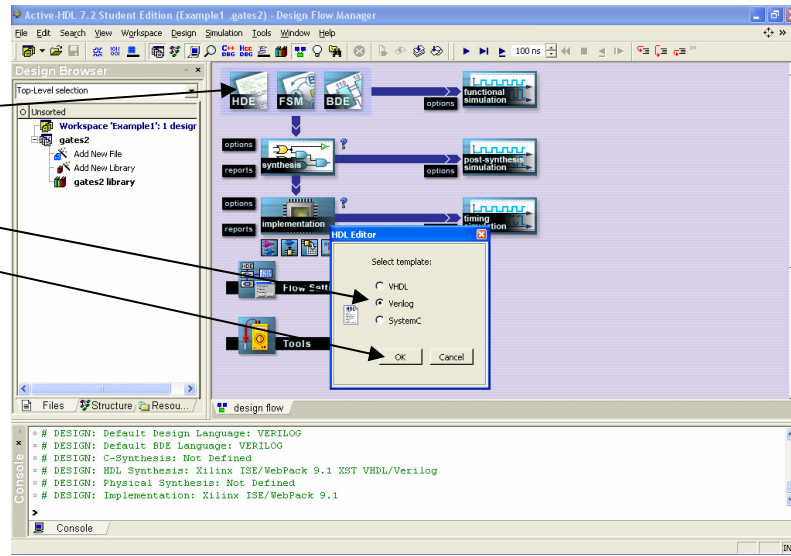 Active-HDL 7.2 Student Edition (Example1 ,gates2) - Design Flow Manager
File Edit Search View Workspace Design Simulation Tools Window Help
100 ns
Design Browser
Top-Level selection
Unsorted
Workspace 'Example1': 1 desigr
gates2
Add New File
Add New Library
gates2 library
Files
Structure
Resou...
HDE
FSM
BDE
options
functional simulation
options
reports
synthesis
?
options
post-synthesis simulation
options
reports
implementation
?
timing
Flow Setti
Tools
HDL Editor
Select template:
VHDL
Verilog
SystemC
OK
Cancel
design flow
# DESIGN: Default Design Language: VERILOG
# DESIGN: Default BDE Language: VERILOG
# DESIGN: C-Synthesis: Not Defined
# DESIGN: HDL Synthesis: Xilinx ISE/WebPack 9.1 XST VHDL/Verilog
# DESIGN: Physical Synthesis: Not Defined
# DESIGN: Implementation: Xilinx ISE/WebPack 9.1
>
Console
Console